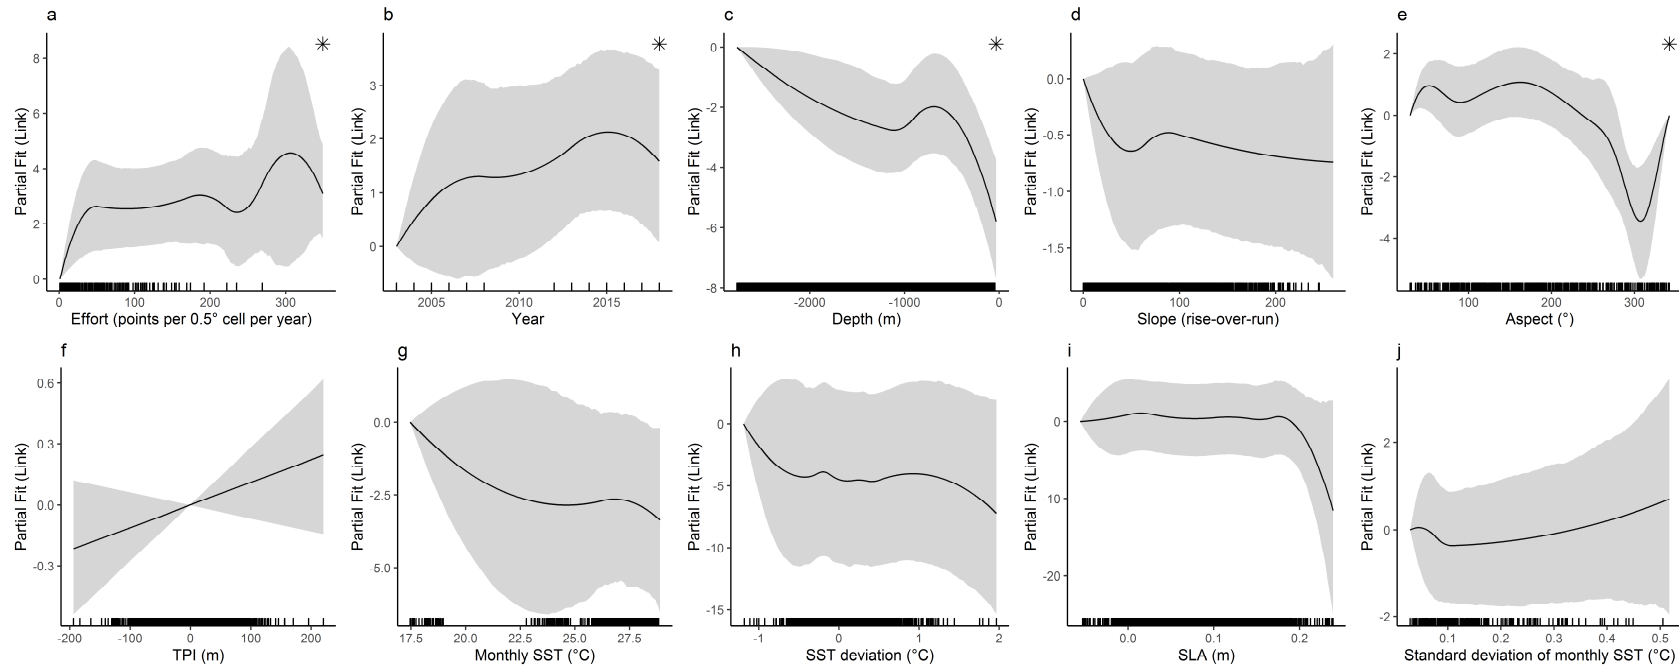 a
b
c
d
e
Partial Fit (Link)
8
6
4
2
0
0
100
200
300
Effort (points per 0.5° cell per year)
Partial Fit (Link)
3
2
1
0
2005
2010
2015
Year
Partial Fit (Link)
0
-2
-4
-6
-8
-2000
-1000
0
Depth (m)
Partial Fit (Link)
0.0
-0.5
-1.0
-1.5
0
100
200
Slope (rise-over-run)
Partial Fit (Link)
2
0
-2
-4
100
200
300
Aspect (°)
f
g
h
i
j
Partial Fit (Link)
0.6
0.3
0.0
-0.3
-200
-100
0
100
200
TPI (m)
Partial Fit (Link)
0.0
-2.5
5.0
17.5
20.0
22.5
25.0
27.5
Monthly SST (°C)
Partial Fit (Link)
0
-5
-10
-15
-1
0
1
2
SST deviation (°C)
Partial Fit (Link)
0
10
-20
0.0
0.1
0.2
SLA (m)
Partial Fit (Link)
2
0
-2
0.1
0.2
0.3
0.4
0.5
Standard deviation of monthly SST (°C)